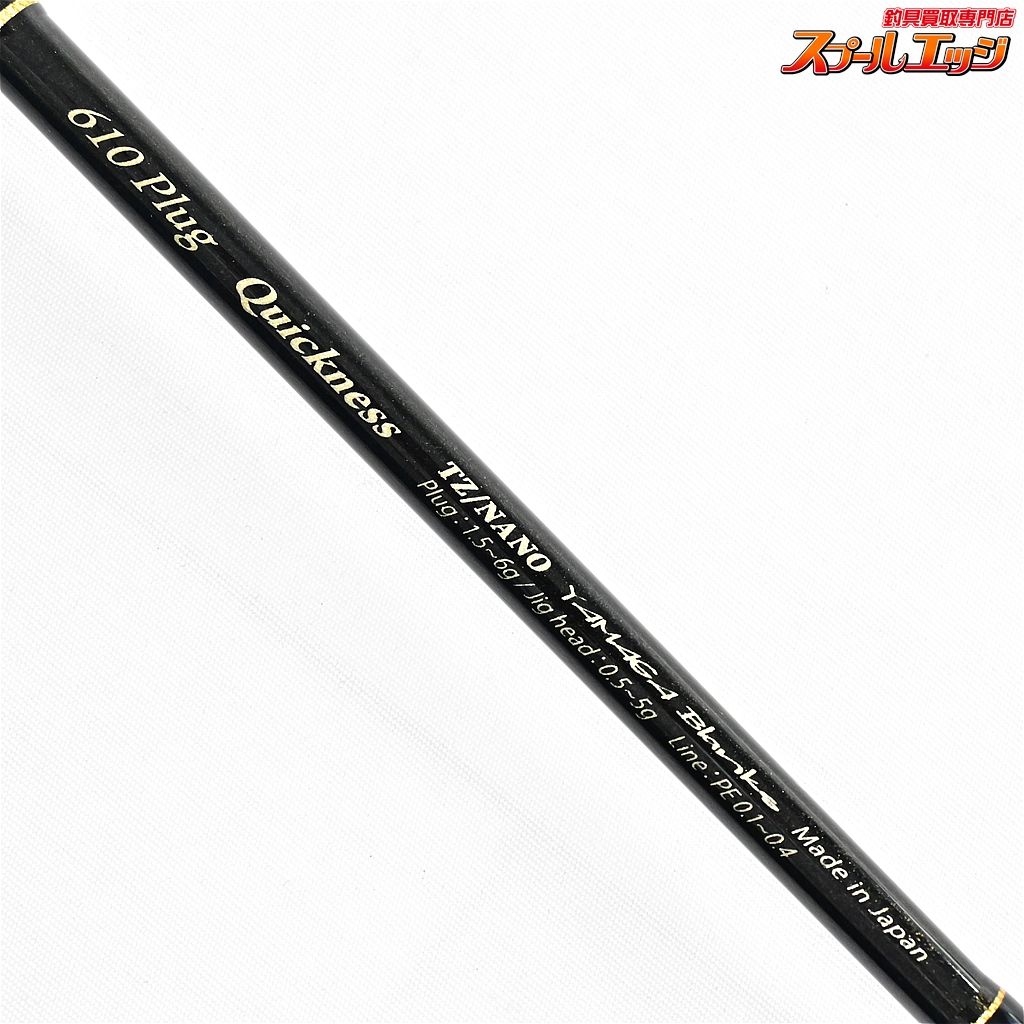 釣具買取専門店
スプールエッジ
610 Plug Quickness TZ/NANO YAMAGA Blanks Made in Japan
Plug : 1.5~6g / Jig head : 0.5~5g Line : PE 0.1~0.4